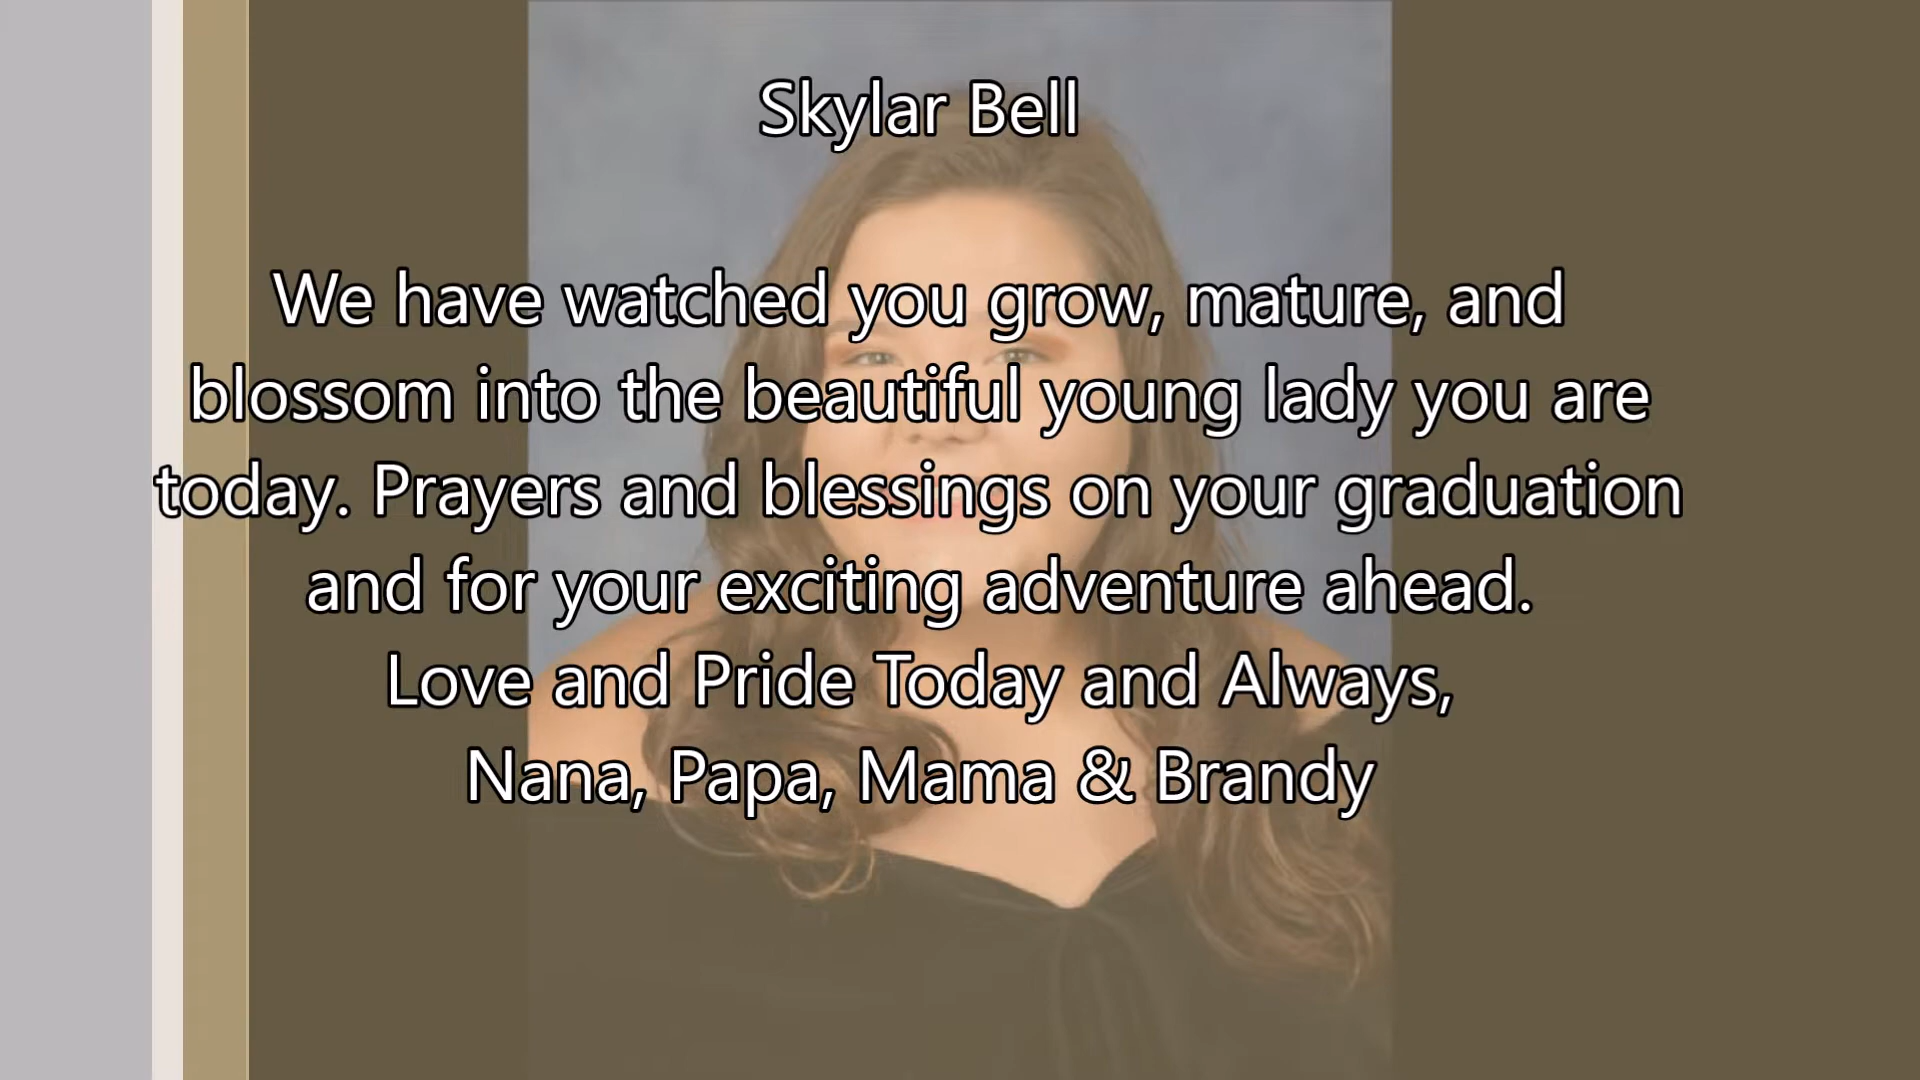 Skylar Bell
We have watched you grow, mature, and
blossom into the beautiful young lady you are
today. Prayers and blessings on your graduation
and for your exciting adventure ahead.
Love and Pride Today and Always,
Nana, Papa, Mama & Brandy